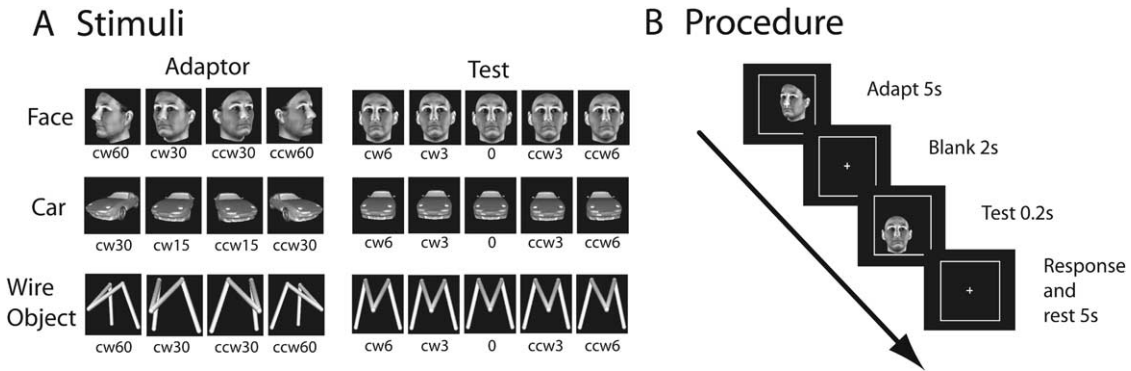 A Stimuli
Adaptor
Test
Face
cw60 cw30 ccw30 ccw60
cw6 cw3 0 ccw3 ccw6
Car
cw30 cw15 ccw15 ccw30
cw6 cw3 0 ccw3 ccw6
Wire
Object
cw60 cw30 ccw30 ccw60
cw6 cw3 0 ccw3 ccw6
B Procedure
Adapt 5s
Blank 2s
Test 0.2s
Response
and
rest 5s